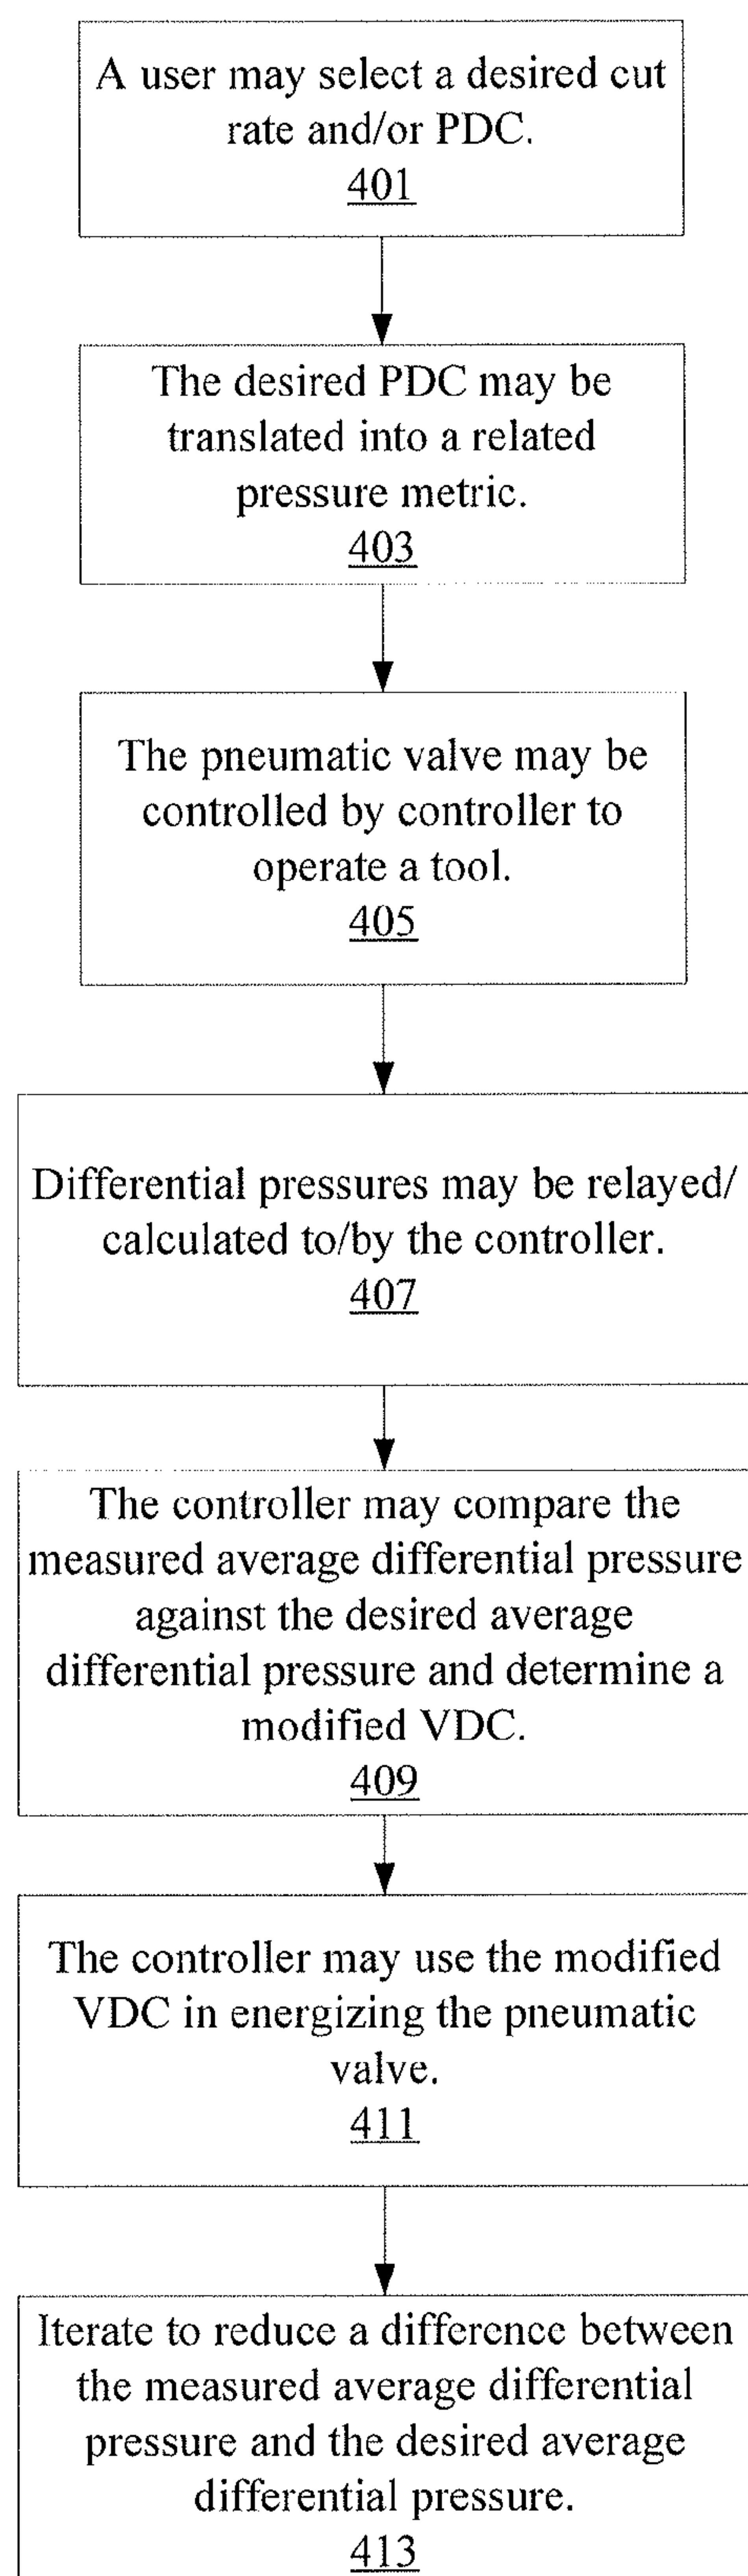 A user may select a desired cut
rate and/or PDC.
401
The desired PDC may be
translated into a related
pressure metric.
403
The pneumatic valve may be
controlled by controller to
operate a tool.
405
Differential pressures may be relayed/
calculated to/by the controller.
407
The controller may compare the
measured average differential pressure
against the desired average
differential pressure and determine a
modified VDC.
409
The controller may use the modified
VDC in energizing the pneumatic
valve.
411
Iterate to reduce a difference between
the measured average differential
pressure and the desired average
differential pressure.
413